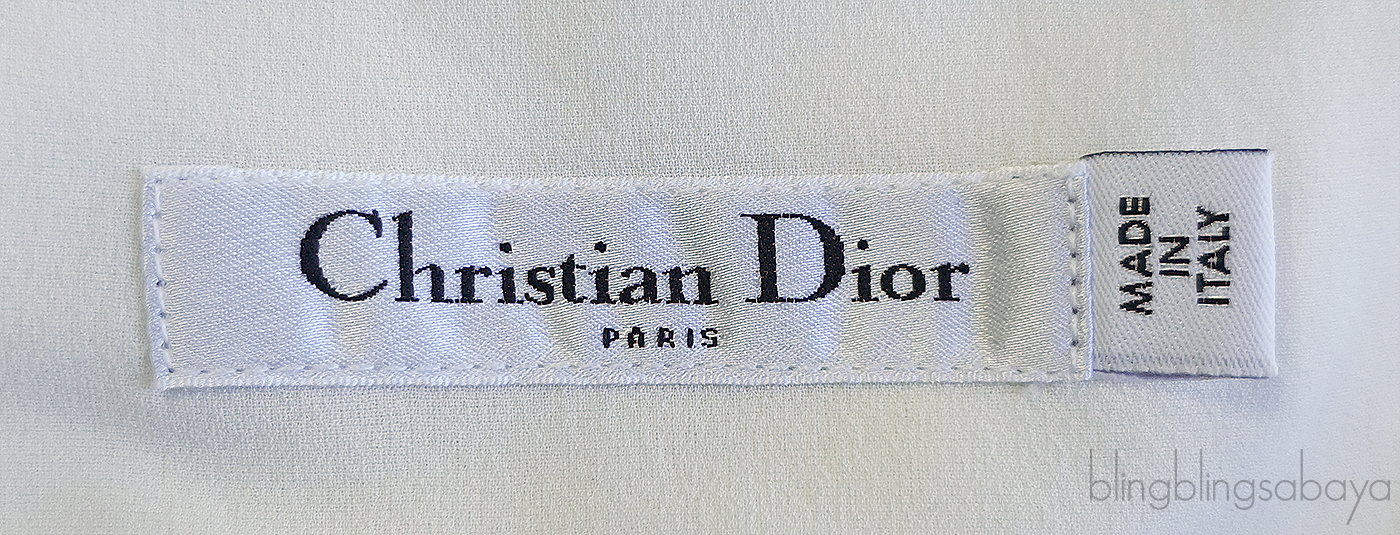 Christian Dior
PARIS
MADE
IN
ITALY
blingblingsabaya